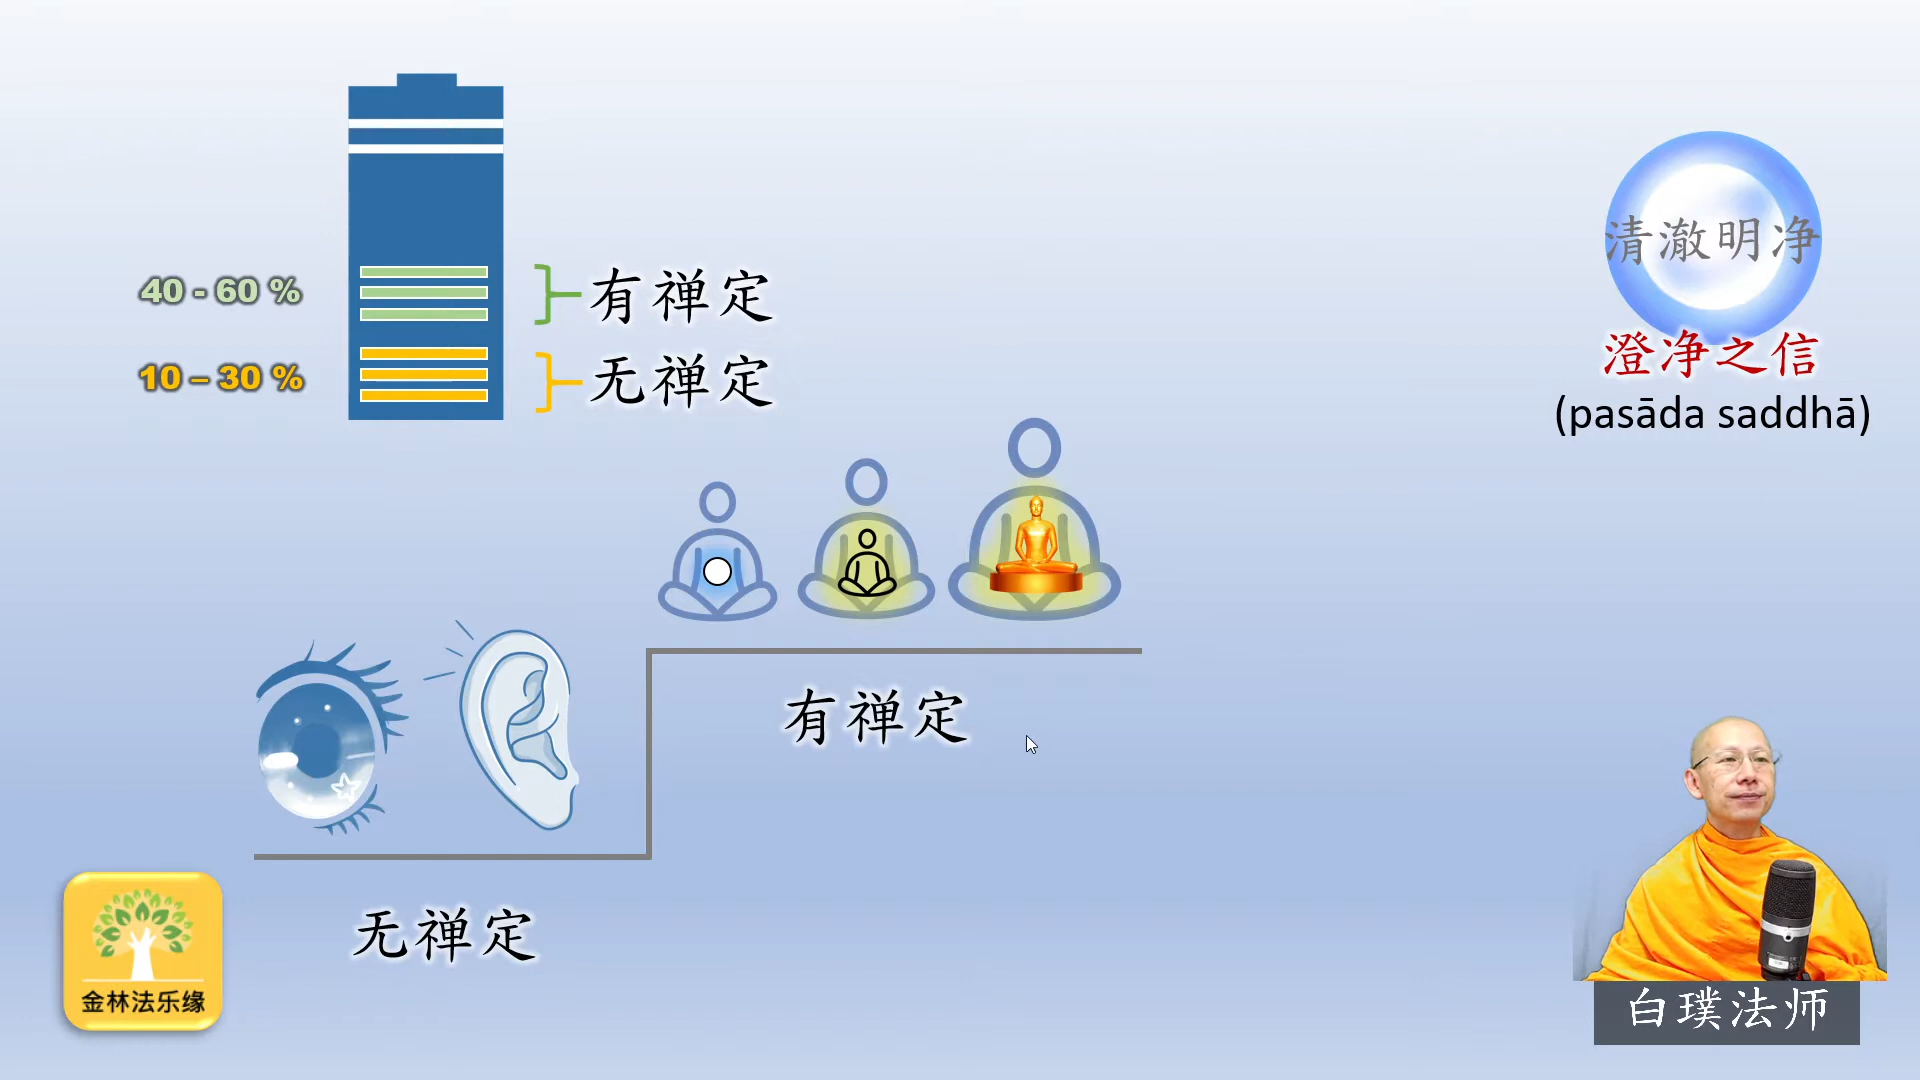 40 - 60 %
有禅定
10 – 30 %
无禅定
清澈明净
澄净之信
(pasāda saddhā)
有禅定
无禅定
金林法乐缘
白璞法师